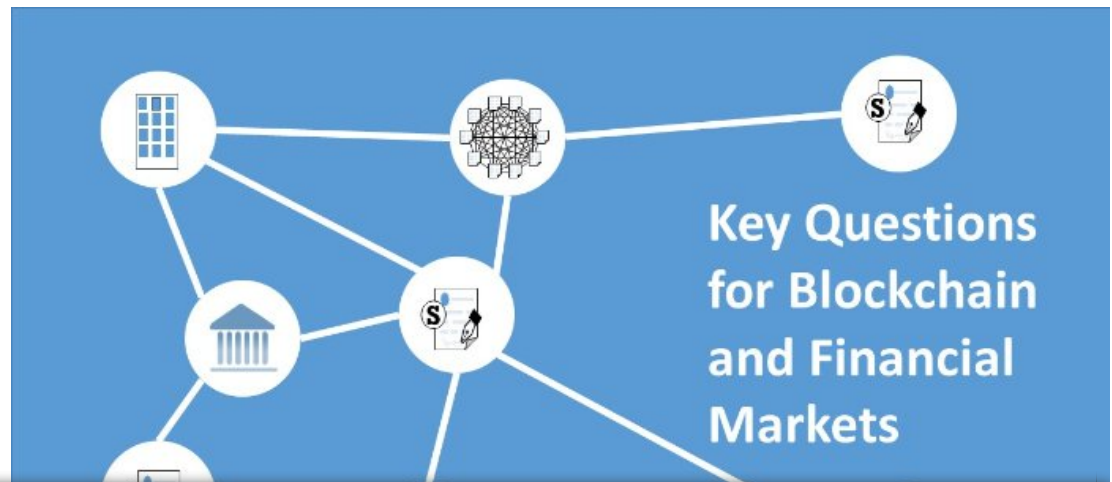 S
Key Questions
for Blockchain
and Financial
Markets
S